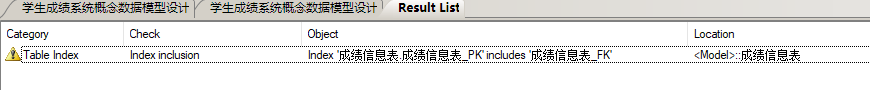 学生成绩系统概念数据模型设计 学生成绩系统概念数据模型设计 Result List
Category Check Object Location
Table Index Index inclusion Index '成绩信息表.成绩信息表_PK' includes '成绩信息表_FK' <Model>::成绩信息表